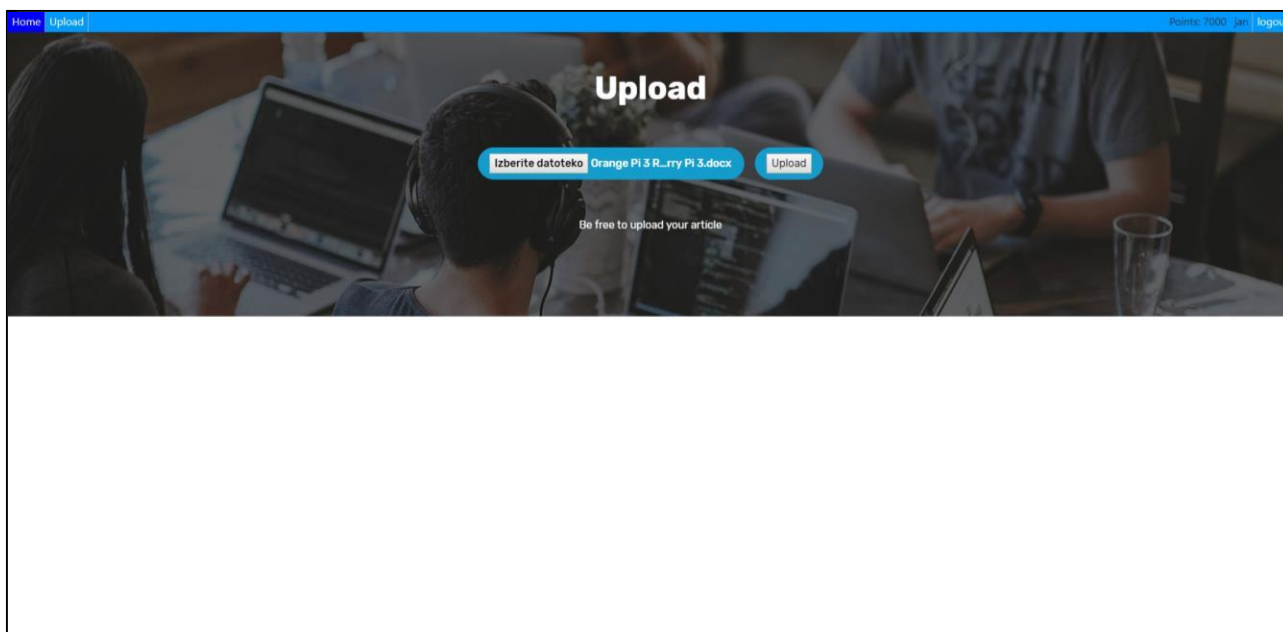 Home Upload Points: 7000 jan logou
Upload
Izberite datoteko Orange Pi 3 R...rry Pi 3.docx Upload
Be free to upload your article